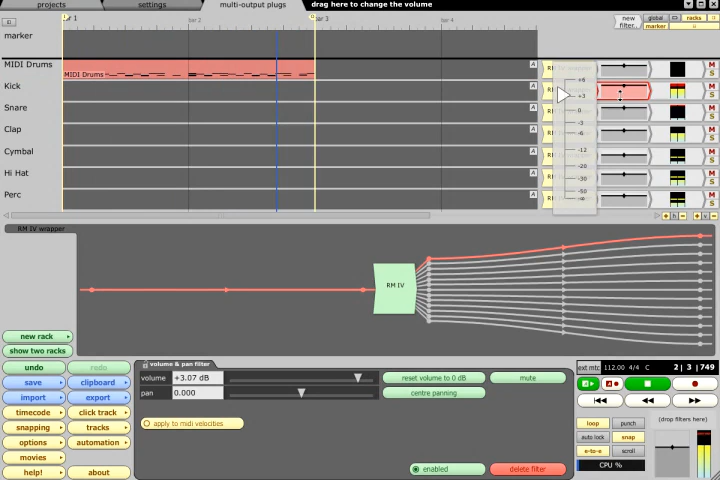 projects settings multi-output plugs drag here to change the volume
bar 2 bar 3 bar 4
new filter.. global racks
marker
marker
MIDI Drums A M S
MIDI Drums
Kick A M S
Snare A M S
Clap A M S
Cymbal A M S
Hi Hat A M S
Perc A M S
+6
+3
0
-3
-6
-12
-20
-30
-50
-∞
h v
RM IV wrapper
RM IV
new rack
show two racks
undo redo
save clipboard
import export
timecode click track
snapping tracks
options automation
movies
help! about
volume & pan filter
volume +3.07 dB reset volume to 0 dB mute
pan 0.000 centre panning
apply to midi velocities
enabled delete filter
ext mtc 112.00 4/4 C 2| 3 |749
loop punch
auto lock snap
e-to-e scroll
CPU %
(drop filters here)